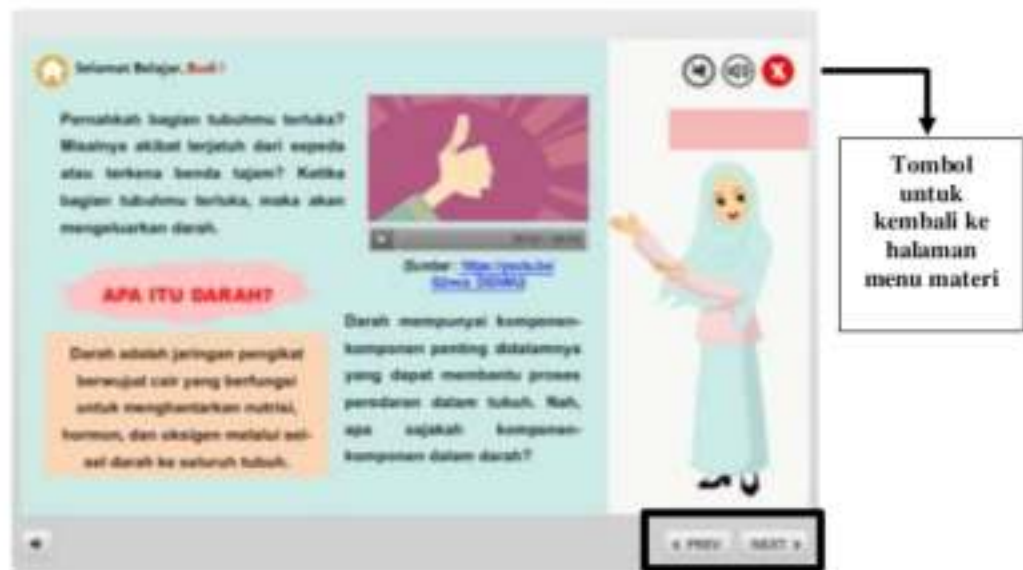 Selamat Belajar, Budi !
Pernahkah bagian tubuhmu terluka?
Misalnya akibat terjatuh dari sepeda
atau terkena benda tajam? Ketika
bagian tubuhmu terluka, maka akan
mengeluarkan darah.
APA ITU DARAH?
Darah adalah jaringan pengikat
berwujud cair yang berfungsi
untuk menghantarkan nutrisi,
hormon, dan oksigen melalui sel-
sel darah ke seluruh tubuh.
Sumber :
Darah mempunyai komponen-
komponen penting didalamnya
yang dapat membantu proses
peredaran dalam tubuh. Nah,
apa sajakah komponen-
komponen dalam darah?
X
Tombol
untuk
kembali ke
halaman
menu materi
PREV
NEXT